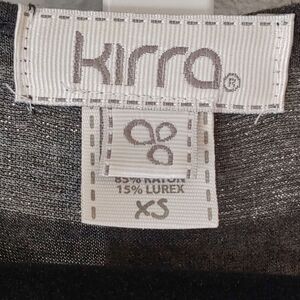 kirra®
85% RAYON
15% LUREX
XS